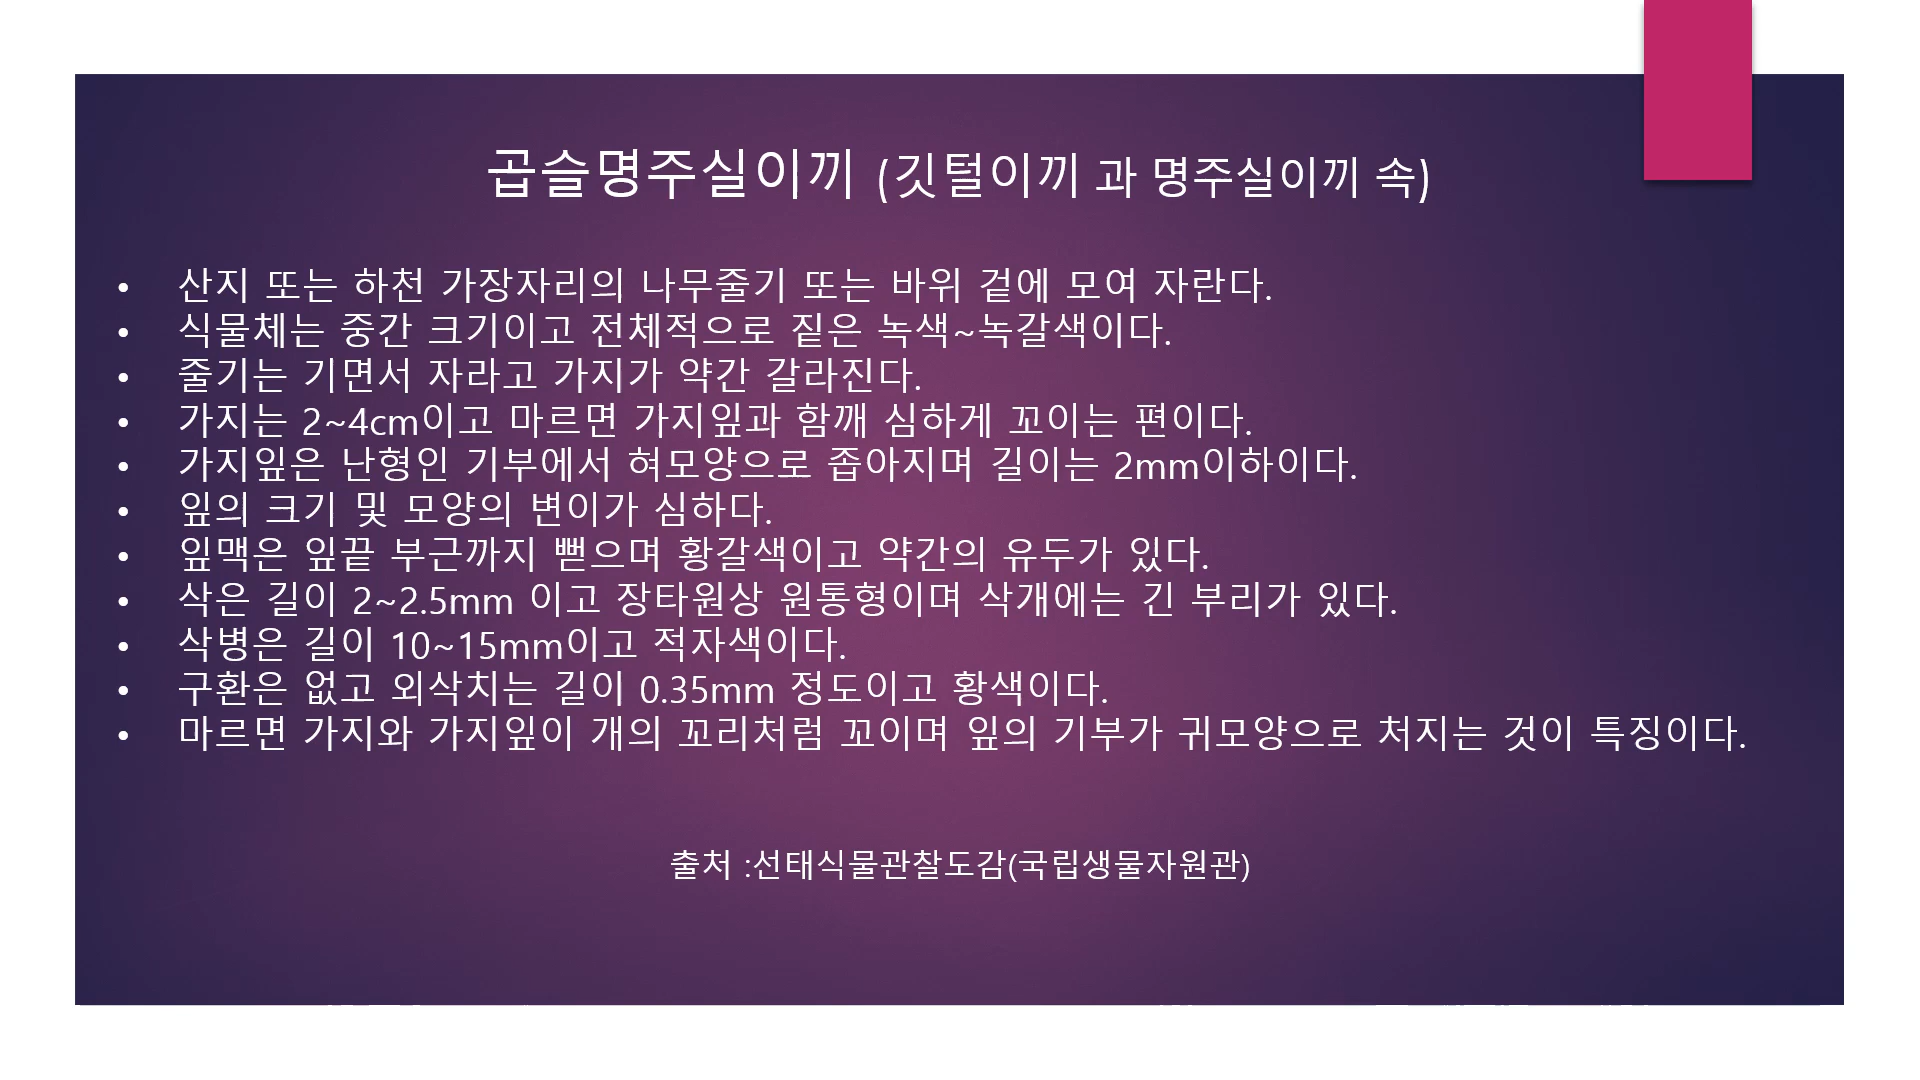 곱슬명주실이끼 (깃털이끼 과 명주실이끼 속)
• 산지 또는 하천 가장자리의 나무줄기 또는 바위 겉에 모여 자란다.
• 식물체는 중간 크기이고 전체적으로 짙은 녹색~녹갈색이다.
• 줄기는 기면서 자라고 가지가 약간 갈라진다.
• 가지는 2~4cm이고 마르면 가지잎과 함깨 심하게 꼬이는 편이다.
• 가지잎은 난형인 기부에서 혀모양으로 좁아지며 길이는 2mm이하이다.
• 잎의 크기 및 모양의 변이가 심하다.
• 잎맥은 잎끝 부근까지 뻗으며 황갈색이고 약간의 유두가 있다.
• 삭은 길이 2~2.5mm 이고 장타원상 원통형이며 삭개에는 긴 부리가 있다.
• 삭병은 길이 10~15mm이고 적자색이다.
• 구환은 없고 외삭치는 길이 0.35mm 정도이고 황색이다.
• 마르면 가지와 가지잎이 개의 꼬리처럼 꼬이며 잎의 기부가 귀모양으로 처지는 것이 특징이다.
출처 :선태식물관찰도감(국립생물자원관)